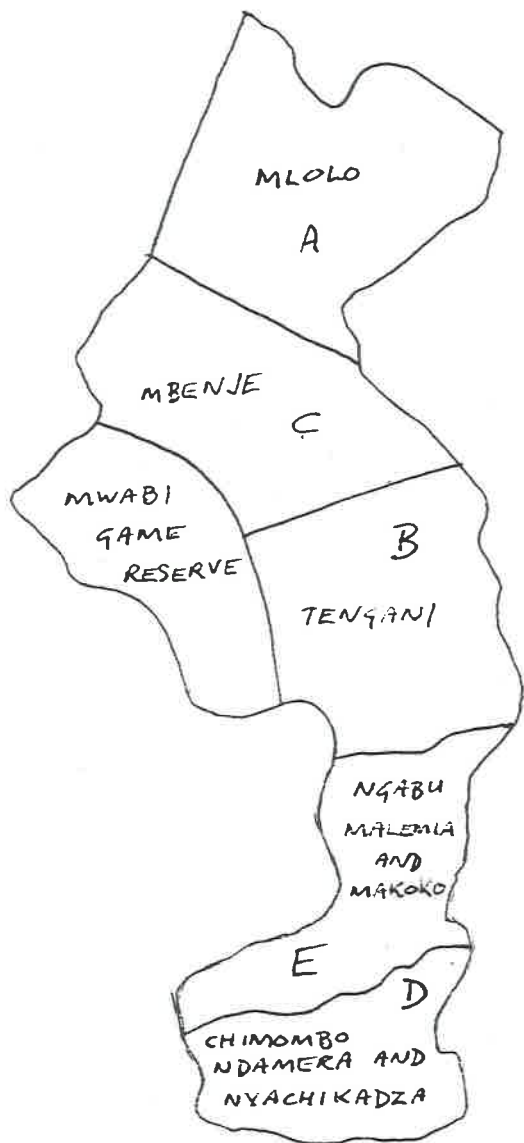 MLOLO
A
MBENJE
C
MWABI
GAME
RESERVE
B
TENGANI
NGABU
MALEMIA
AND
MAKOKO
E
D
CHIMOMBO
NDAMERA AND
NYACHIKADZA